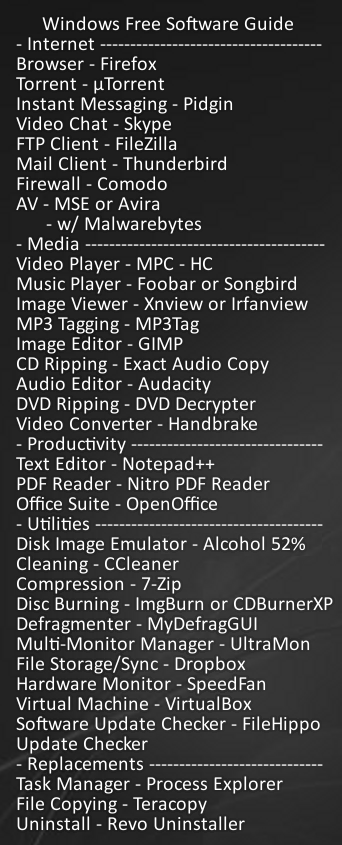 Windows Free Software Guide
- Internet -------------------------------------
Browser - Firefox
Torrent - µTorrent
Instant Messaging - Pidgin
Video Chat - Skype
FTP Client - FileZilla
Mail Client - Thunderbird
Firewall - Comodo
AV - MSE or Avira
- w/ Malwarebytes
- Media ----------------------------------------
Video Player - MPC - HC
Music Player - Foobar or Songbird
Image Viewer - Xnview or Irfanview
MP3 Tagging - MP3Tag
Image Editor - GIMP
CD Ripping - Exact Audio Copy
Audio Editor - Audacity
DVD Ripping - DVD Decrypter
Video Converter - Handbrake
- Productivity --------------------------------
Text Editor - Notepad++
PDF Reader - Nitro PDF Reader
Office Suite - OpenOffice
- Utilities --------------------------------------
Disk Image Emulator - Alcohol 52%
Cleaning - CCleaner
Compression - 7-Zip
Disc Burning - ImgBurn or CDBurnerXP
Defragmenter - MyDefragGUI
Multi-Monitor Manager - UltraMon
File Storage/Sync - Dropbox
Hardware Monitor - SpeedFan
Virtual Machine - VirtualBox
Software Update Checker - FileHippo
Update Checker
- Replacements -----------------------------
Task Manager - Process Explorer
File Copying - Teracopy
Uninstall - Revo Uninstaller